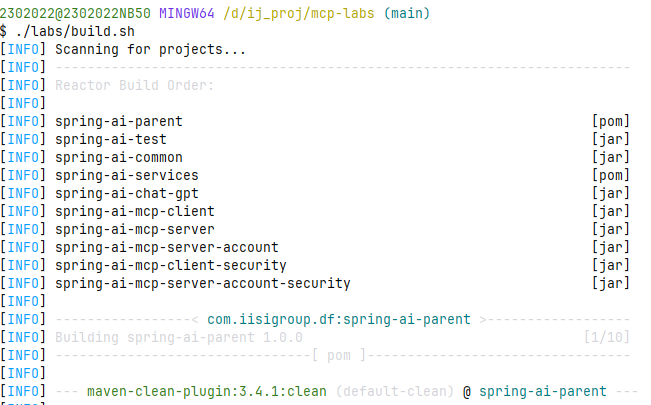 2302022@2302022NB50 MINGW64 /d/ij_proj/mcp-labs (main)
$ ./labs/build.sh
[INFO] Scanning for projects...
[INFO] ------------------------------------------------------------------------
[INFO] Reactor Build Order:
[INFO]
[INFO] spring-ai-parent [pom]
[INFO] spring-ai-test [jar]
[INFO] spring-ai-common [jar]
[INFO] spring-ai-services [pom]
[INFO] spring-ai-chat-gpt [jar]
[INFO] spring-ai-mcp-client [jar]
[INFO] spring-ai-mcp-server [jar]
[INFO] spring-ai-mcp-server-account [jar]
[INFO] spring-ai-mcp-client-security [jar]
[INFO] spring-ai-mcp-server-account-security [jar]
[INFO]
[INFO] -----------------< com.iisigroup.df:spring-ai-parent >------------------
[INFO] Building spring-ai-parent 1.0.0 [1/10]
[INFO] --------------------------------[ pom ]---------------------------------
[INFO]
[INFO] --- maven-clean-plugin:3.4.1:clean (default-clean) @ spring-ai-parent ---